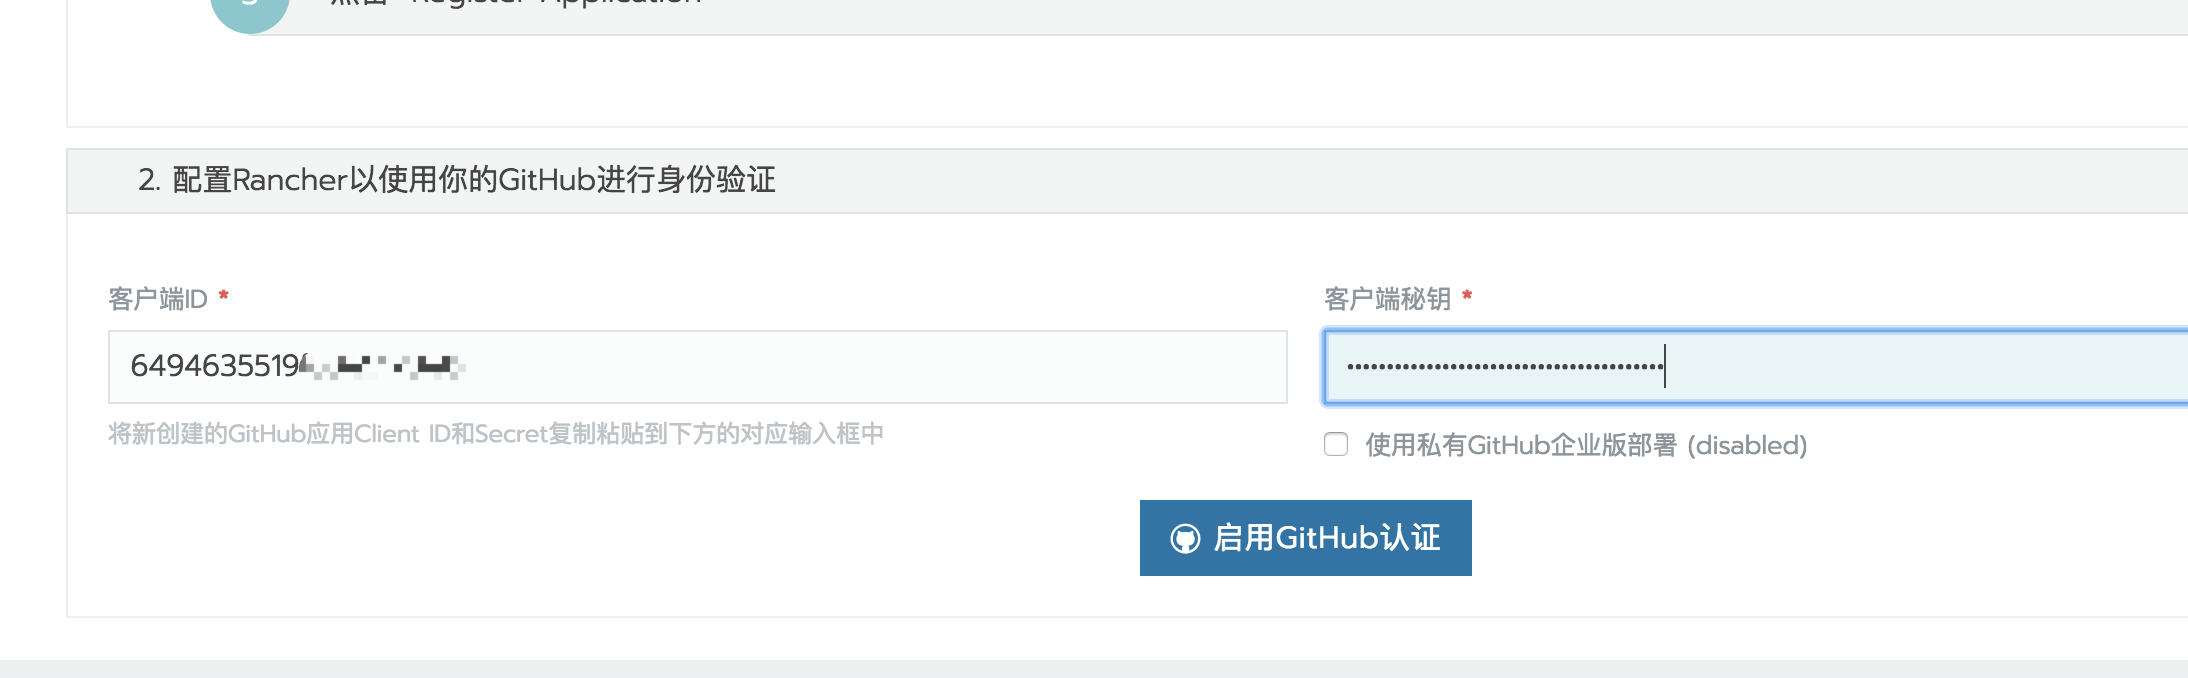 点击 "Register Application"
2. 配置Rancher以使用你的GitHub进行身份验证
客户端ID *
客户端秘钥 *
6494635519
将新创建的GitHub应用Client ID和Secret复制粘贴到下方的对应输入框中
使用私有GitHub企业版部署 (disabled)
启用GitHub认证